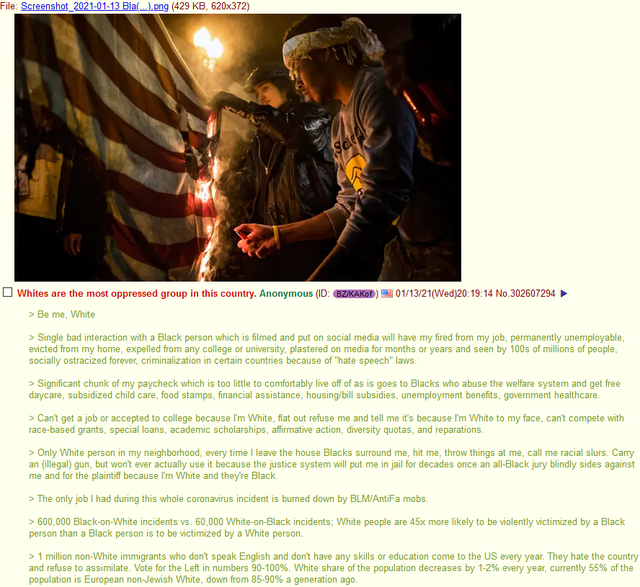 File: Screenshot_2021-01-13 Bla(...).png (429 KB, 620x372)
Whites are the most oppressed group in this country. Anonymous (ID: BZ/KAKof) 01/13/21(Wed)20:19:14 No.302607294
> Be me, White
> Single bad interaction with a Black person which is filmed and put on social media will have my fired from my job, permanently unemployable,
evicted from my home, expelled from any college or university, plastered on media for months or years and seen by 100s of millions of people,
socially ostracized forever, criminalization in certain countries because of "hate speech" laws.
> Significant chunk of my paycheck which is too little to comfortably live off of as is goes to Blacks who abuse the welfare system and get free
daycare, subsidized child care, food stamps, financial assistance, housing/bill subsidies, unemployment benefits, government healthcare.
> Can't get a job or accepted to college because I'm White, flat out refuse me and tell me it's because I'm White to my face, can't compete with
race-based grants, special loans, academic scholarships, affirmative action, diversity quotas, and reparations.
> Only White person in my neighborhood, every time I leave the house Blacks surround me, hit me, throw things at me, call me racial slurs. Carry
an (illegal) gun, but won't ever actually use it because the justice system will put me in jail for decades once an all-Black jury blindly sides against
me and for the plaintiff because I'm White and they're Black.
> The only job I had during this whole coronavirus incident is burned down by BLM/AntiFa mobs.
> 600,000 Black-on-White incidents vs. 60,000 White-on-Black incidents; White people are 45x more likely to be violently victimized by a Black
person than a Black person is to be victimized by a White person.
> 1 million non-White immigrants who don't speak English and don't have any skills or education come to the US every year. They hate the country
and refuse to assimilate. Vote for the Left in numbers 90-100%. White share of the population decreases by 1-2% every year, currently 55% of the
population is European non-Jewish White, down from 85-90% a generation ago.